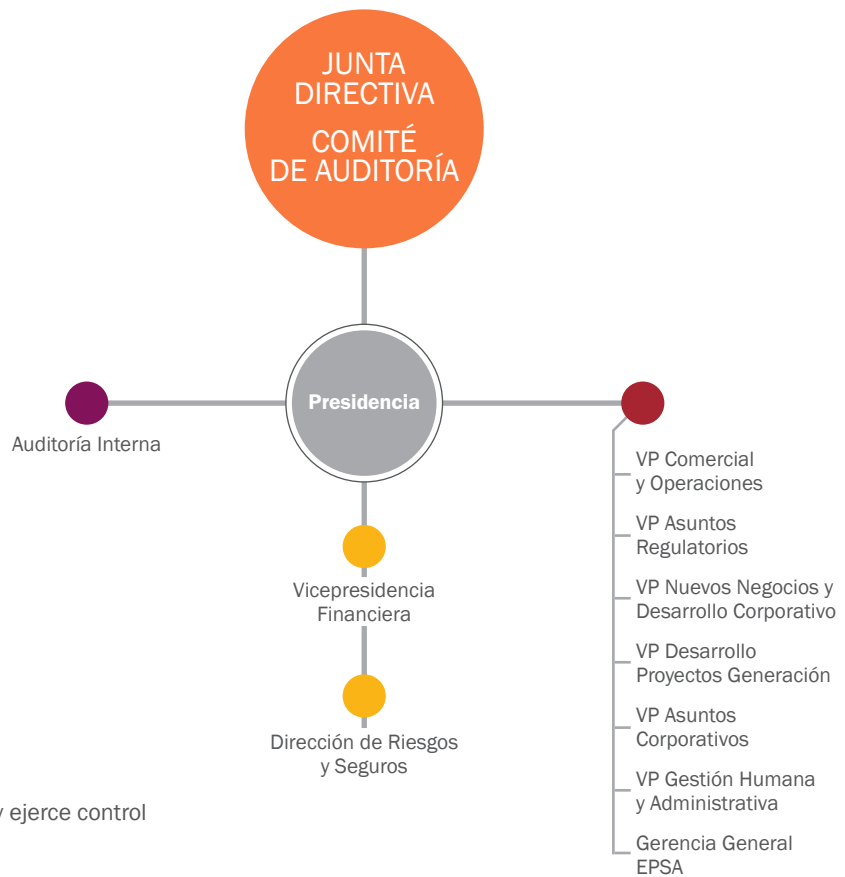 JUNTA
DIRECTIVA
COMITÉ
DE AUDITORÍA
Presidencia
Auditoría Interna
Vicepresidencia
Financiera
Dirección de Riesgos
y Seguros
VP Comercial
y Operaciones
VP Asuntos
Regulatorios
VP Nuevos Negocios y
Desarrollo Corporativo
VP Desarrollo
Proyectos Generación
VP Asuntos
Corporativos
VP Gestión Humana
y Administrativa
Gerencia General
EPSA
y ejerce control